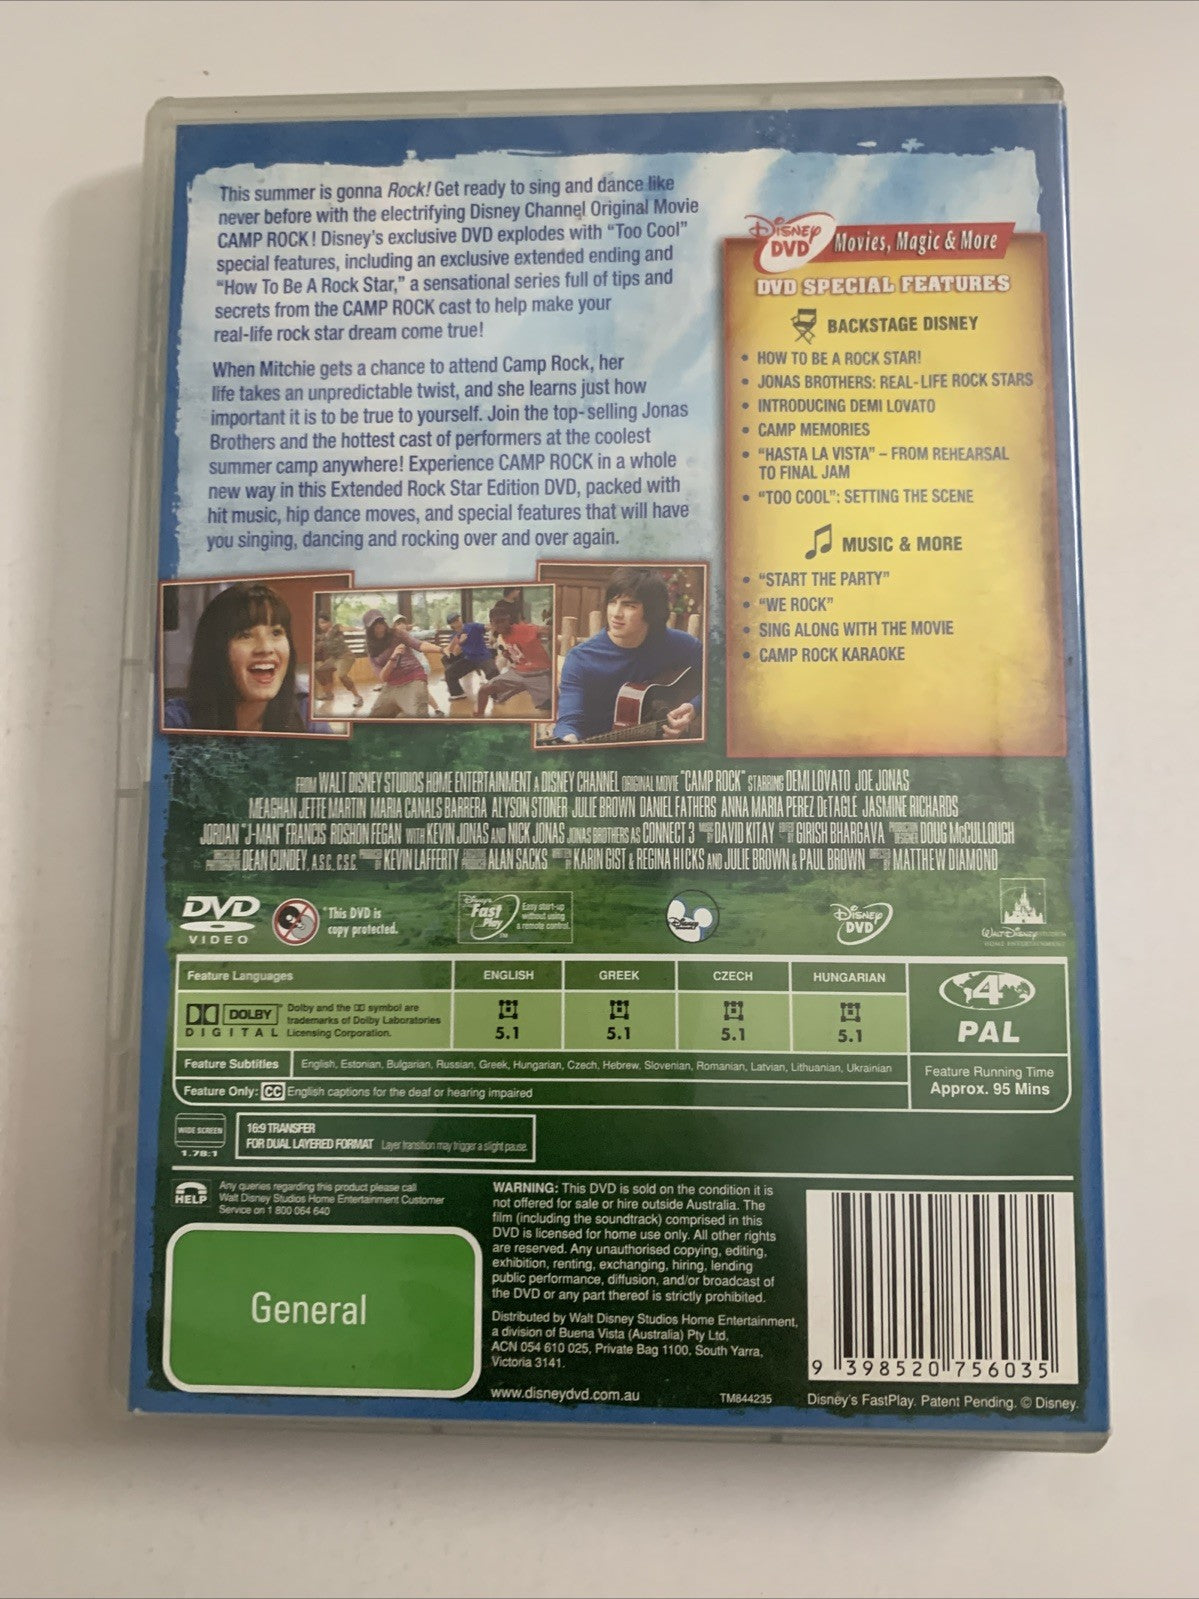 This summer is gonna Rock! Get ready to sing and dance like
never before with the electrifying Disney Channel Original Movie
CAMP ROCK! Disney's exclusive DVD explodes with "Too Cool"
special features, including an exclusive extended ending and
"How To Be A Rock Star," a sensational series full of tips and
secrets from the CAMP ROCK cast to help make your
real-life rock star dream come true!
When Mitchie gets a chance to attend Camp Rock, her
life takes an unpredictable twist, and she learns just how
important it is to be true to yourself. Join the top-selling Jonas
Brothers and the hottest cast of performers at the coolest
summer camp anywhere! Experience CAMP ROCK in a whole
new way in this Extended Rock Star Edition DVD, packed with
hit music, hip dance moves, and special features that will have
you singing, dancing and rocking over and over again.
DISNEY
DVD
Movies, Magic & More
DVD SPECIAL FEATURES
BACKSTAGE DISNEY
• HOW TO BE A ROCK STAR!
• JONAS BROTHERS: REAL-LIFE ROCK STARS
• INTRODUCING DEMI LOVATO
• CAMP MEMORIES
• "HASTA LA VISTA" – FROM REHEARSAL
TO FINAL JAM
• "TOO COOL": SETTING THE SCENE
MUSIC & MORE
• "START THE PARTY"
• "WE ROCK"
• SING ALONG WITH THE MOVIE
• CAMP ROCK KARAOKE
FROM WALT DISNEY STUDIOS HOME ENTERTAINMENT A DISNEY CHANNEL ORIGINAL MOVIE "CAMP ROCK" STARRING DEMI LOVATO JOE JONAS
MEAGHAN JETTE MARTIN MARIA CANALS BARRERA ALYSON STONER JULIE BROWN DANIEL FATHERS ANNA MARIA PEREZ DeTAGLE JASMINE RICHARDS
JORDAN "J-MAN" FRANCIS ROSHON FEGAN WITH KEVIN JONAS AND NICK JONAS JONAS BROTHERS AS CONNECT 3 MUSIC BY DAVID KITAY EDITED BY GIRISH BHARGAVA PRODUCTION DESIGNER DOUG McCULLOUGH
DIRECTOR OF PHOTOGRAPHY DEAN CUNDEY, A.S.C., C.S.C. PRODUCED BY KEVIN LAFFERTY EXECUTIVE PRODUCER ALAN SACKS WRITTEN BY KARIN GIST & REGINA HICKS AND JULIE BROWN & PAUL BROWN DIRECTED BY MATTHEW DIAMOND
DVD
VIDEO
*This DVD is
copy protected.
Disney's
Fast
Play
SM
Easy start-up
without using
a remote control.
Disney
DISNEY
DVD
WALT DISNEY STUDIOS
HOME ENTERTAINMENT
Feature Languages
ENGLISH
GREEK
CZECH
HUNGARIAN
DOLBY
DIGITAL
Dolby and the DD symbol are
trademarks of Dolby Laboratories
Licensing Corporation.
5.1
5.1
5.1
5.1
4
PAL
Feature Subtitles
English, Estonian, Bulgarian, Russian, Greek, Hungarian, Czech, Hebrew, Slovenian, Romanian, Latvian, Lithuanian, Ukrainian
Feature Only: CC English captions for the deaf or hearing impaired
Feature Running Time
Approx. 95 Mins
WIDE SCREEN
1.78:1
16:9 TRANSFER
FOR DUAL LAYERED FORMAT Layer transition may trigger a slight pause.
HELP
Any queries regarding this product please call
Walt Disney Studios Home Entertainment Customer
Service on 1 800 064 640
General
WARNING: This DVD is sold on the condition it is
not offered for sale or hire outside Australia. The
film (including the soundtrack) comprised in this
DVD is licensed for home use only. All other rights
are reserved. Any unauthorised copying, editing,
exhibition, renting, exchanging, hiring, lending
public performance, diffusion, and/or broadcast of
the DVD or any part thereof is strictly prohibited.
Distributed by Walt Disney Studios Home Entertainment,
a division of Buena Vista (Australia) Pty Ltd,
ACN 054 610 025, Private Bag 1100, South Yarra,
Victoria 3141.
www.disneydvd.com.au
TM844235
9 398520 756035
Disney's FastPlay. Patent Pending. © Disney.